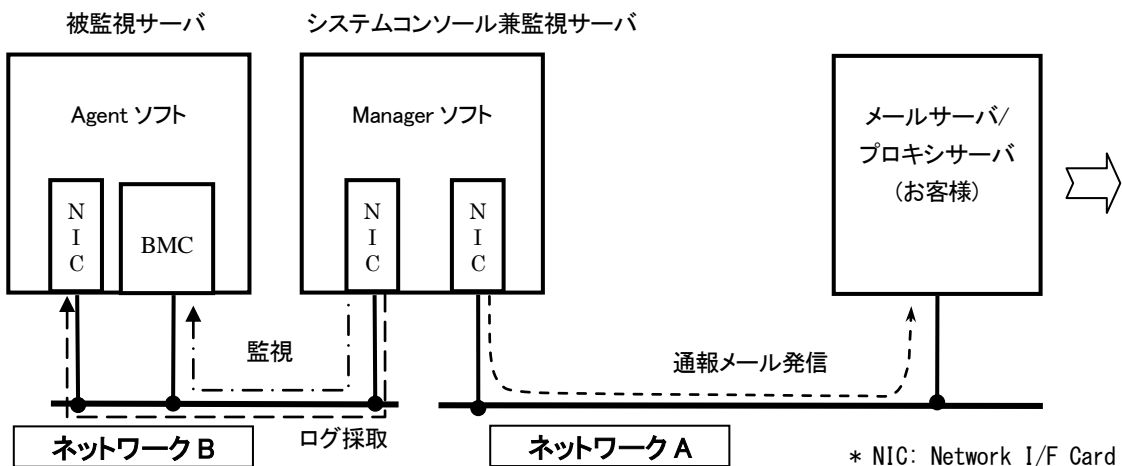 被監視サーバ
システムコンソール兼監視サーバ
Agent ソフト
Manager ソフト
メールサーバ/
プロキシサーバ
(お客様)
NIC
BMC
NIC
NIC
監視
通報メール発信
ログ採取
ネットワーク B
ネットワーク A
* NIC: Network I/F Card